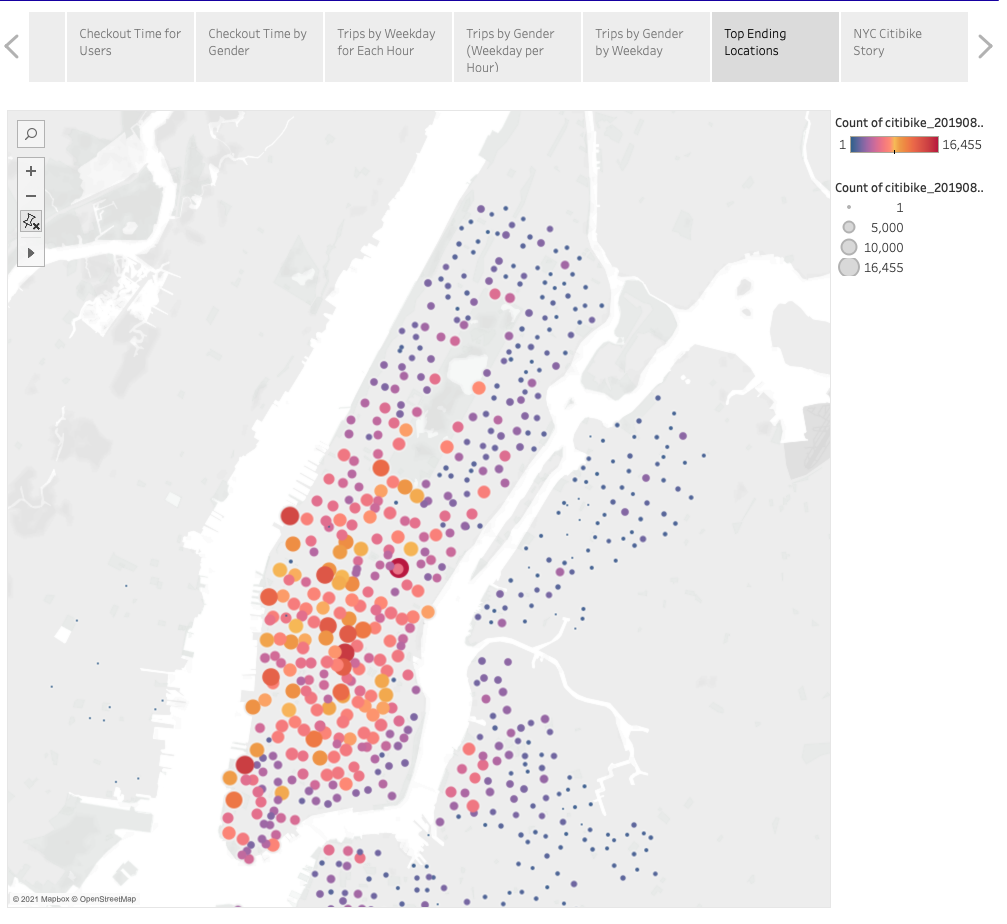 Checkout Time for
Users
Checkout Time by
Gender
Trips by Weekday
for Each Hour
Trips by Gender
(Weekday per
Hour)
Trips by Gender
by Weekday
Top Ending
Locations
NYC Citibike
Story
Count of citibike_201908..
1 16,455
Count of citibike_201908..
1
5,000
10,000
16,455
© 2021 Mapbox © OpenStreetMap